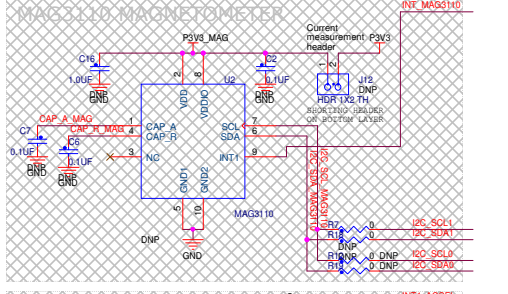 MAG3110 MAGNETOMETER
INT_MAG3110
Current
measurement
header
P3V3_MAG
P3V3
C16
1.0UF
DNP
GND
2
8
VDD
VDDIO
U2
C2
0.1UF
DNP
GND
1
2
J12
DNP
HDR 1X2 TH
SHORTING HEADER
ON BOTTOM LAYER
CAP_A_MAG
1
CAP_A
CAP_R_MAG
4
CAP_R
3
NC
7
SCL
6
SDA
9
INT1
C7
0.1UF
DNP
GND
C6
0.1UF
DNP
GND
GND1
GND2
5
10
MAG3110
DNP
GND
I2C_SDA_MAG3110
I2C_SCL_MAG3110
R7
0
I2C_SCL1
0
I2C_SDA1
DNP
0
DNP
I2C_SCL0
0
DNP
I2C_SDA0